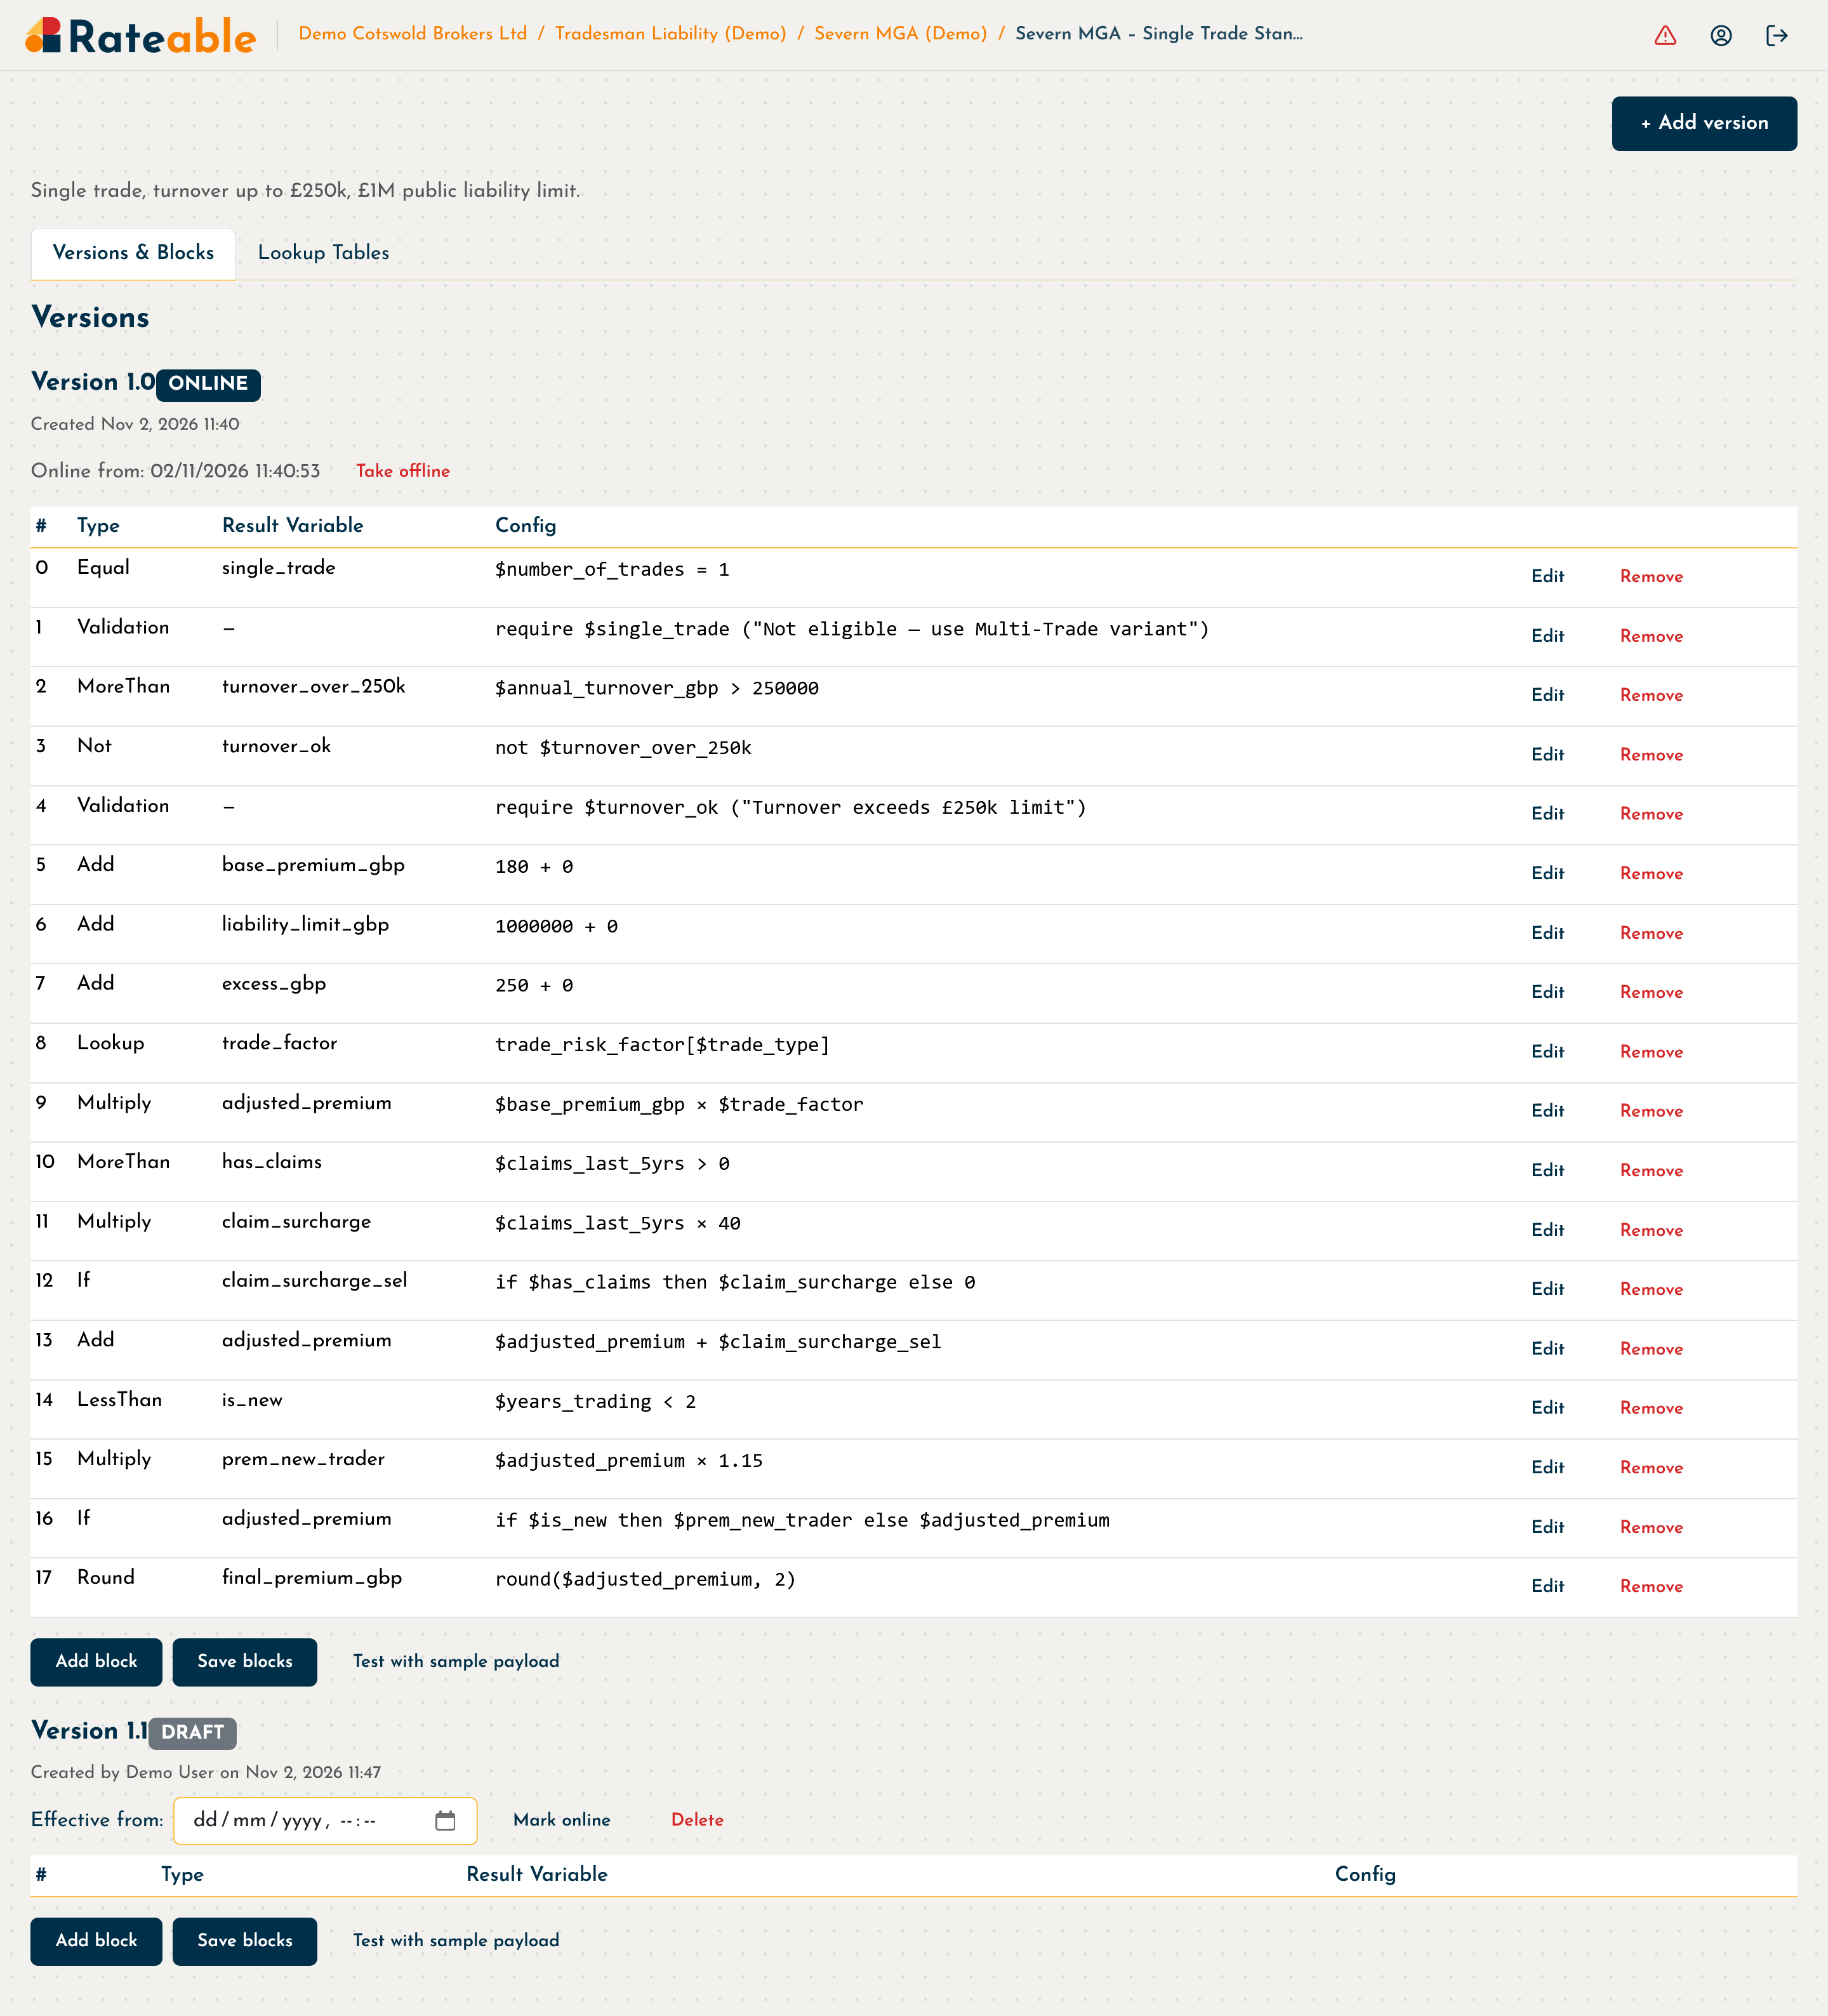 Rateable
Demo Cotswold Brokers Ltd / Tradesman Liability (Demo) / Severn MGA (Demo) / Severn MGA – Single Trade Stan...
+ Add version
Single trade, turnover up to £250k, £1M public liability limit.
Versions & Blocks Lookup Tables
Versions
Version 1.0 ONLINE
Created Nov 2, 2026 11:40
Online from: 02/11/2026 11:40:53 Take offline
# Type Result Variable Config
0 Equal single_trade $number_of_trades = 1 Edit Remove
1 Validation — require $single_trade ("Not eligible — use Multi-Trade variant") Edit Remove
2 MoreThan turnover_over_250k $annual_turnover_gbp > 250000 Edit Remove
3 Not turnover_ok not $turnover_over_250k Edit Remove
4 Validation — require $turnover_ok ("Turnover exceeds £250k limit") Edit Remove
5 Add base_premium_gbp 180 + 0 Edit Remove
6 Add liability_limit_gbp 1000000 + 0 Edit Remove
7 Add excess_gbp 250 + 0 Edit Remove
8 Lookup trade_factor trade_risk_factor[$trade_type] Edit Remove
9 Multiply adjusted_premium $base_premium_gbp × $trade_factor Edit Remove
10 MoreThan has_claims $claims_last_5yrs > 0 Edit Remove
11 Multiply claim_surcharge $claims_last_5yrs × 40 Edit Remove
12 If claim_surcharge_sel if $has_claims then $claim_surcharge else 0 Edit Remove
13 Add adjusted_premium $adjusted_premium + $claim_surcharge_sel Edit Remove
14 LessThan is_new $years_trading < 2 Edit Remove
15 Multiply prem_new_trader $adjusted_premium × 1.15 Edit Remove
16 If adjusted_premium if $is_new then $prem_new_trader else $adjusted_premium Edit Remove
17 Round final_premium_gbp round($adjusted_premium, 2) Edit Remove
Add block Save blocks Test with sample payload
Version 1.1 DRAFT
Created by Demo User on Nov 2, 2026 11:47
Effective from: dd/mm/yyyy, --:-- Mark online Delete
# Type Result Variable Config
Add block Save blocks Test with sample payload